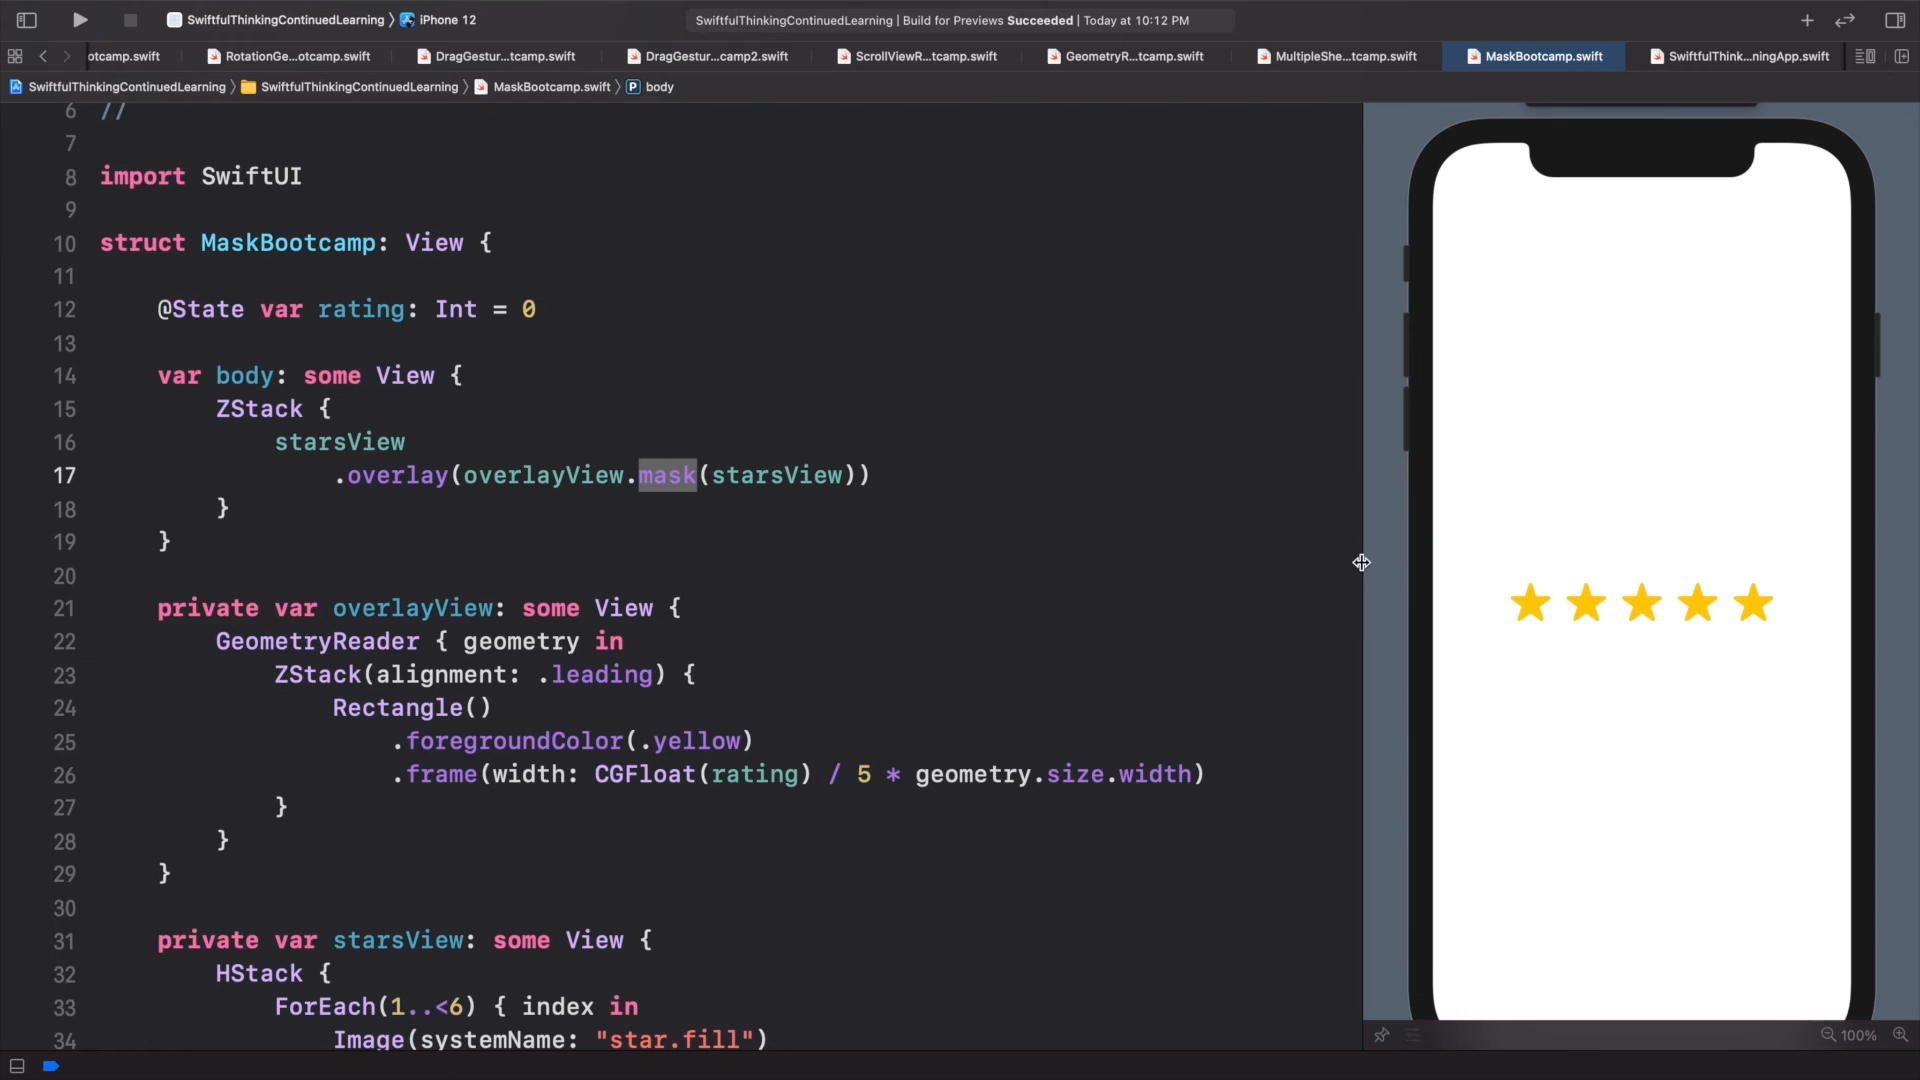 SwiftfulThinkingContinuedLearning 〉 iPhone 12
SwiftfulThinkingContinuedLearning | Build for Previews Succeeded | Today at 10:12 PM
otcamp.swift RotationGe...otcamp.swift DragGestur...tcamp.swift DragGestur...camp2.swift ScrollViewR...tcamp.swift GeometryR...tcamp.swift MultipleShe...tcamp.swift MaskBootcamp.swift SwiftfulThink...ningApp.swift
SwiftfulThinkingContinuedLearning 〉 SwiftfulThinkingContinuedLearning 〉 MaskBootcamp.swift 〉 P body
6 //
7
8 import SwiftUI
9
10 struct MaskBootcamp: View {
11
12 @State var rating: Int = 0
13
14 var body: some View {
15 ZStack {
16 starsView
17 .overlay(overlayView.mask(starsView))
18 }
19 }
20
21 private var overlayView: some View {
22 GeometryReader { geometry in
23 ZStack(alignment: .leading) {
24 Rectangle()
25 .foregroundColor(.yellow)
26 .frame(width: CGFloat(rating) / 5 * geometry.size.width)
27 }
28 }
29 }
30
31 private var starsView: some View {
32 HStack {
33 ForEach(1..<6) { index in
34 Image(systemName: "star.fill")
100%